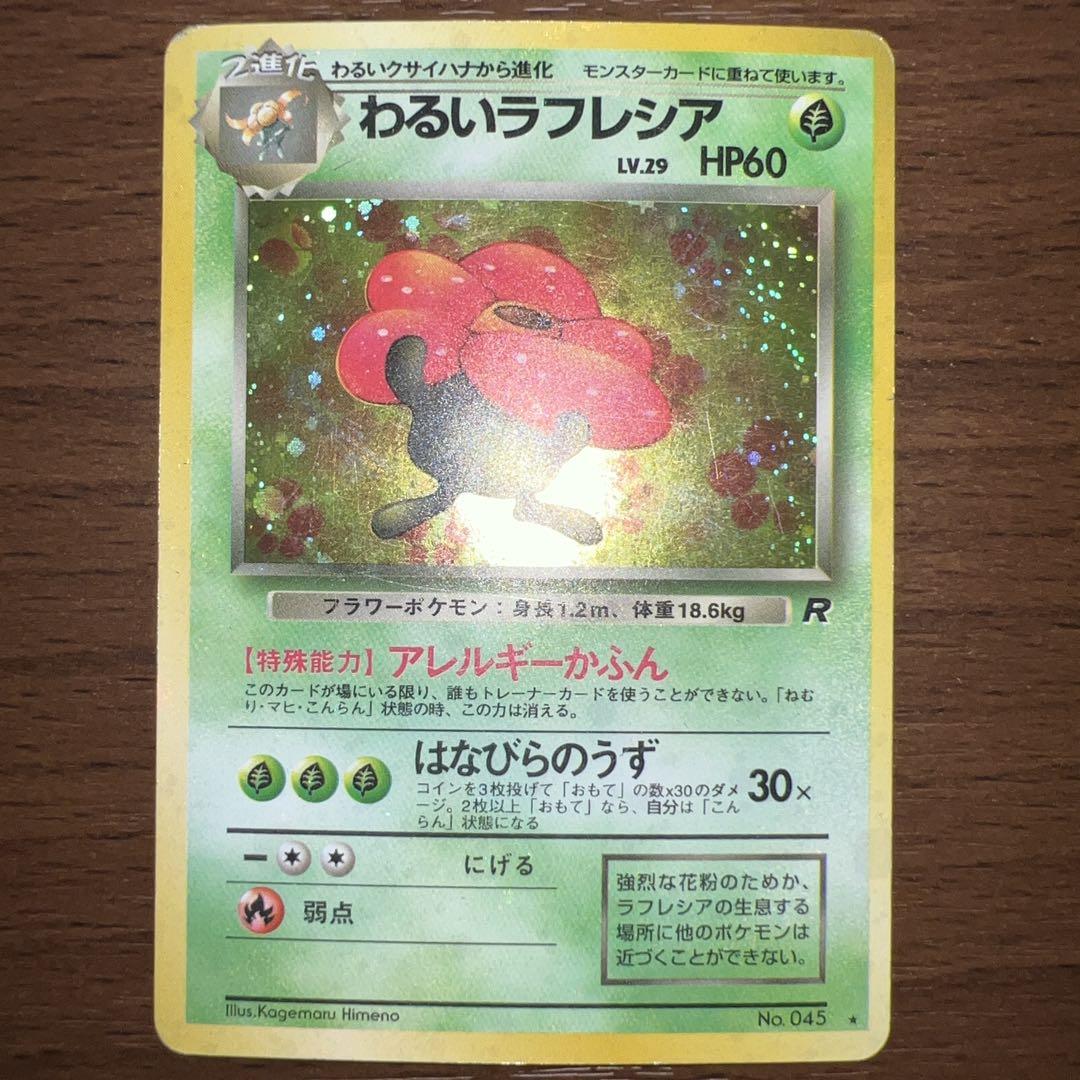 2進化 わるいクサイハナから進化 モンスターカードに重ねて使います。
わるいラフレシア
LV.29 HP60
フラワーポケモン：身長1.2m、体重18.6kg R
【特殊能力】アレルギーかふん
このカードが場にいる限り、誰もトレーナーカードを使うことができない。「ねむ
り・マヒ・こんらん」状態の時、この力は消える。
はなびらのうず
コインを3枚投げて「おもて」の数x30のダメ
ージ。2枚以上「おもて」なら、自分は「こん
らん」状態になる
30×
にげる
弱点
強烈な花粉のためか、
ラフレシアの生息する
場所に他のポケモンは
近づくことができない。
Illus.Kagemaru Himeno
No. 045 ★